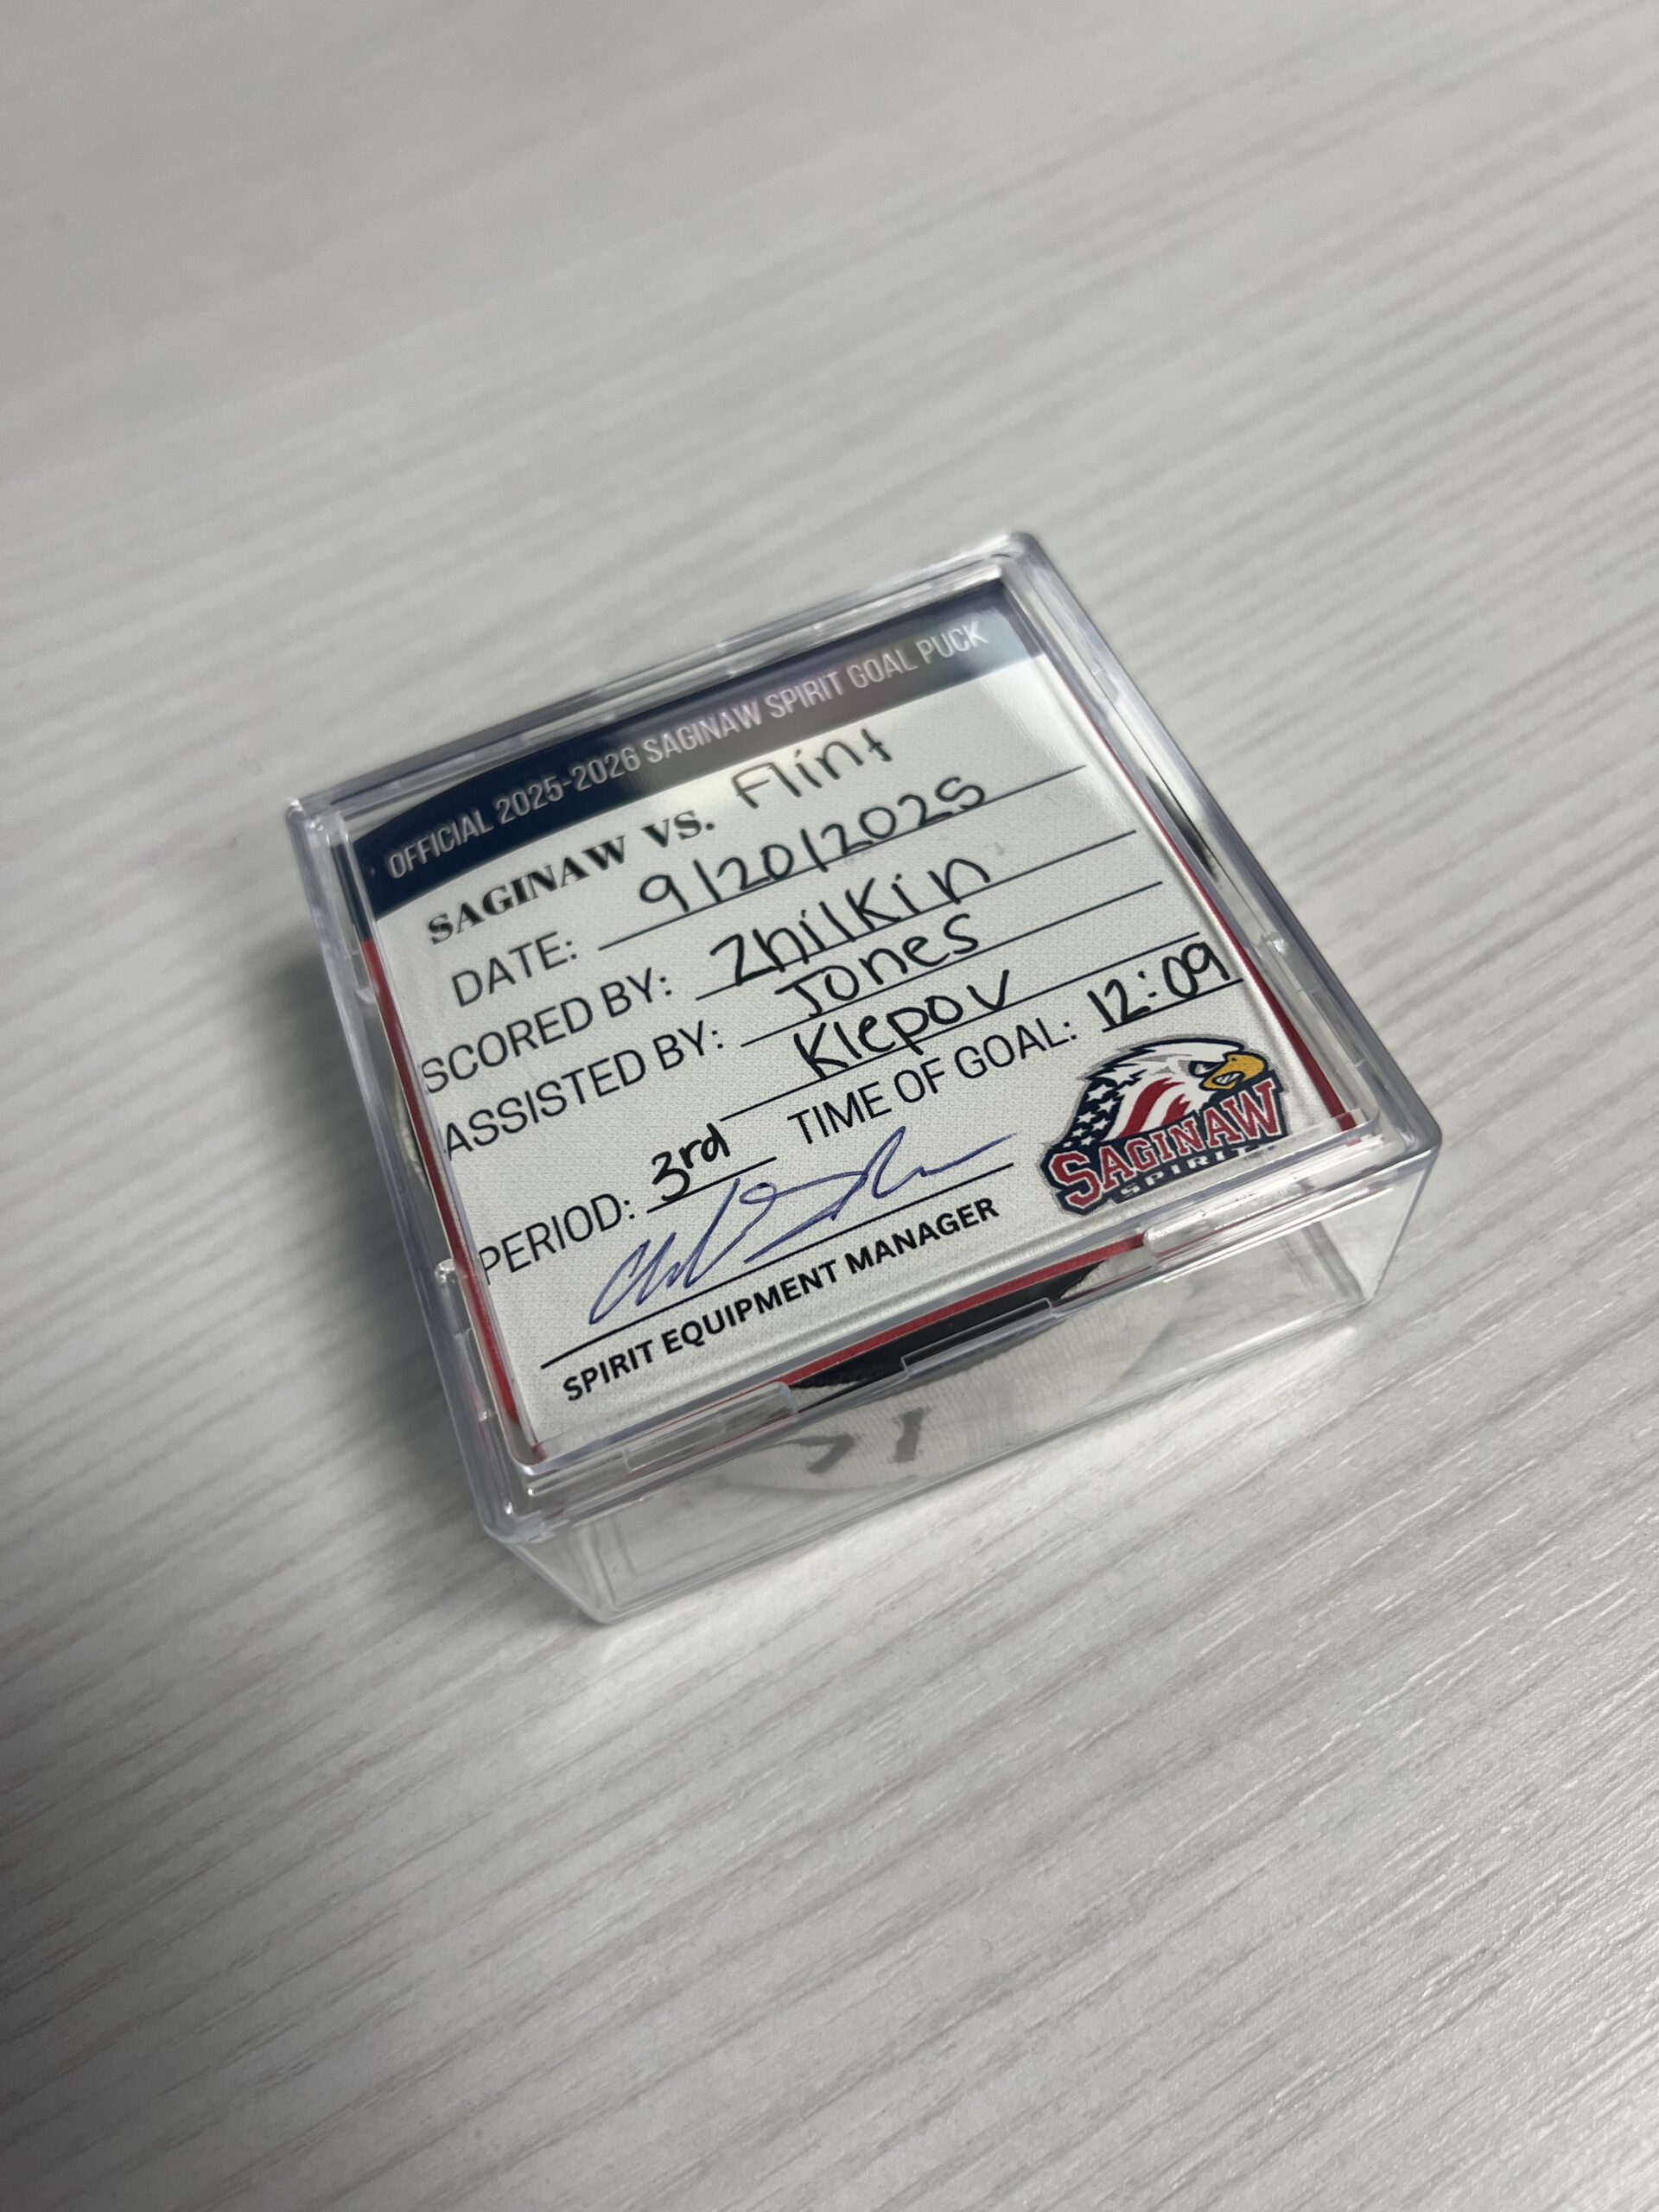 OFFICIAL 2025-2026 SAGINAW SPIRIT GOAL PUCK
SAGINAW VS. Flint
DATE: 9/20/2025
SCORED BY: Zhilkin
ASSISTED BY: Jones
Klepov
PERIOD: 3rd TIME OF GOAL: 12:09
SPIRIT EQUIPMENT MANAGER
SAGINAW
SPIRIT